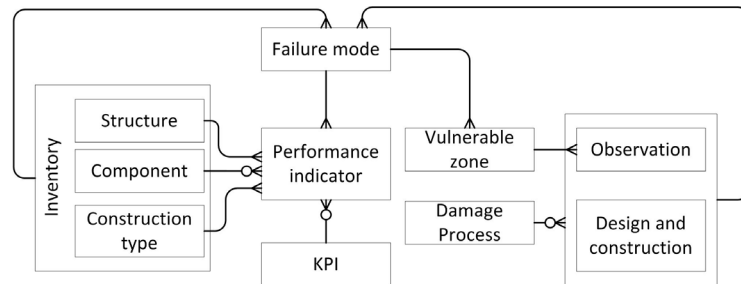 Failure mode
Inventory
Structure
Component
Construction
type
Performance
indicator
KPI
Vulnerable
zone
Damage
Process
Observation
Design and
construction